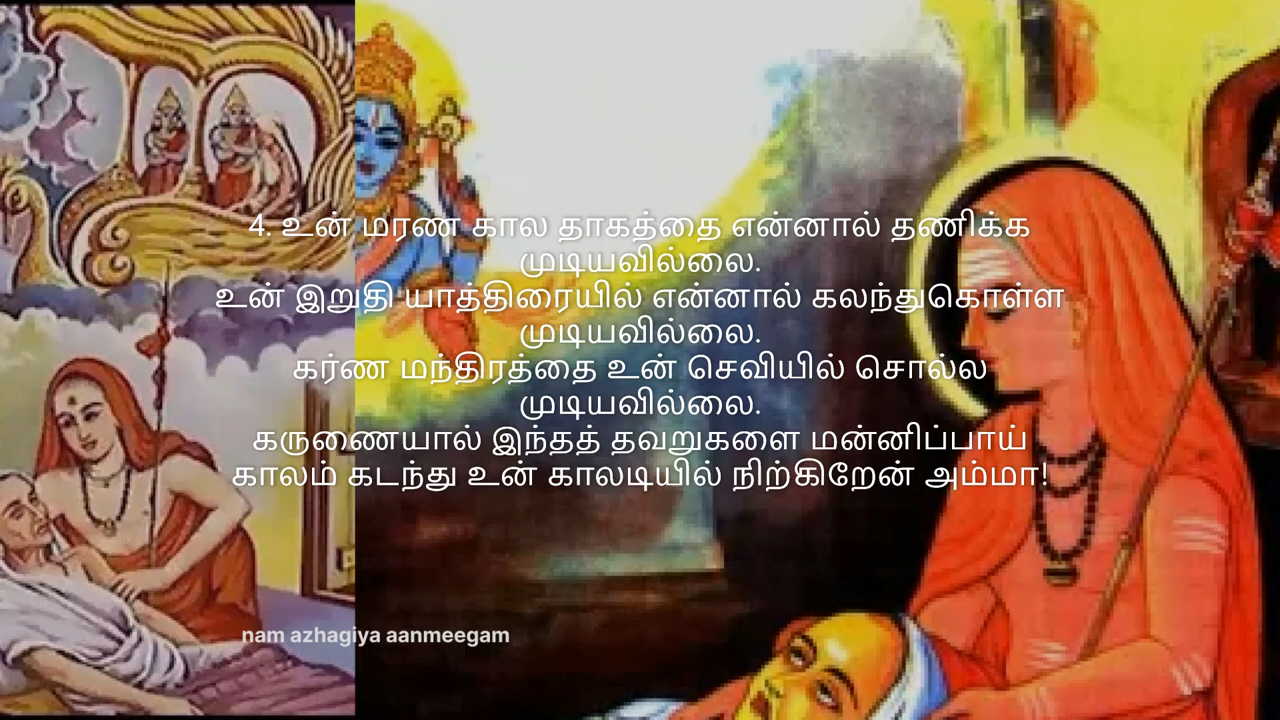 4. உன் மரண கால தாகத்தை என்னால் தணிக்க
முடியவில்லை.
உன் இறுதி யாத்திரையில் என்னால் கலந்துகொள்ள
முடியவில்லை.
கர்ண மந்திரத்தை உன் செவியில் சொல்ல
முடியவில்லை.
கருணையால் இந்தத் தவறுகளை மன்னிப்பாய்
காலம் கடந்து உன் காலடியில் நிற்கிறேன் அம்மா!
nam azhagiya aanmeegam